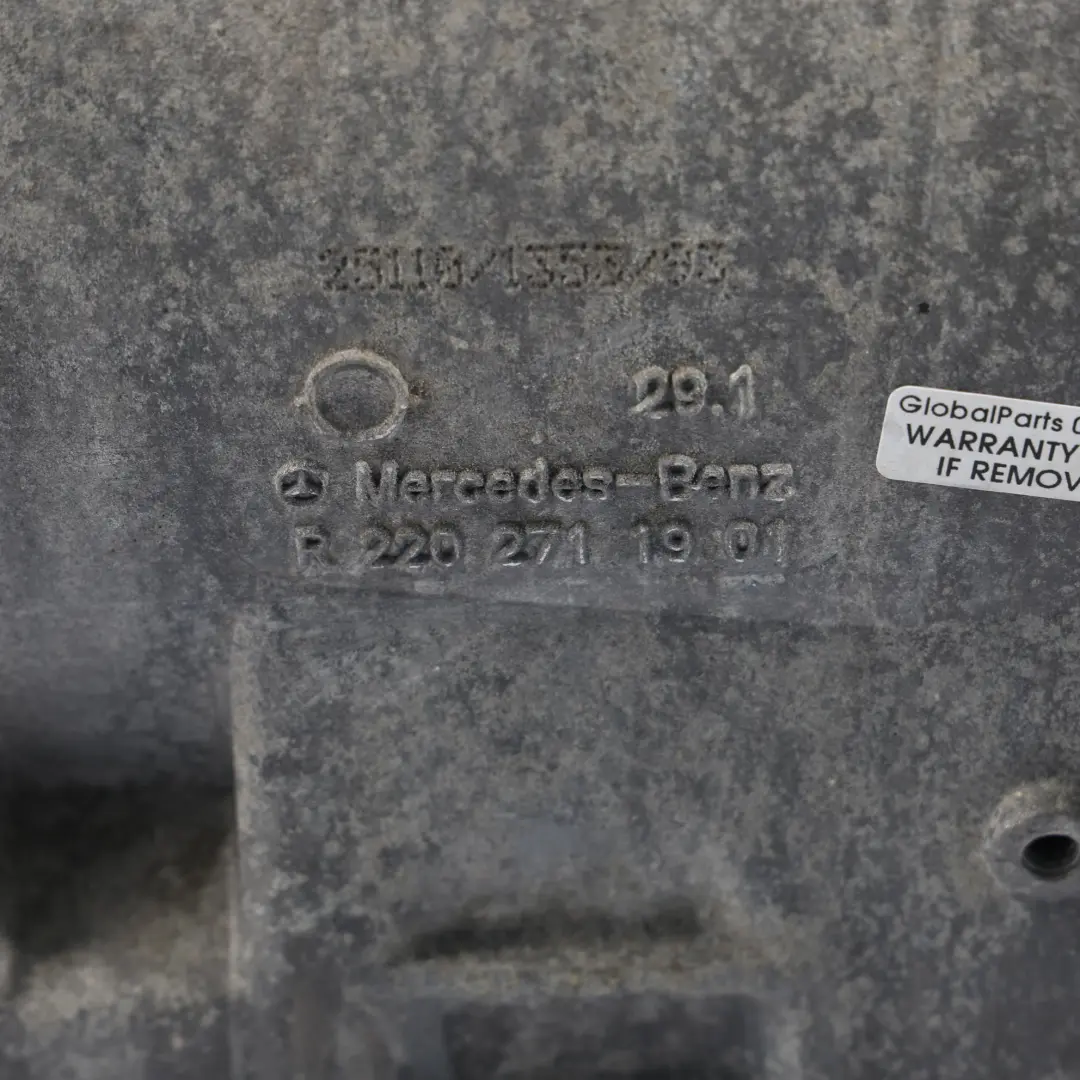 29.1
Mercedes-Benz
R 220 271 19 01
GlobalParts
WARRANTY
IF REMOV